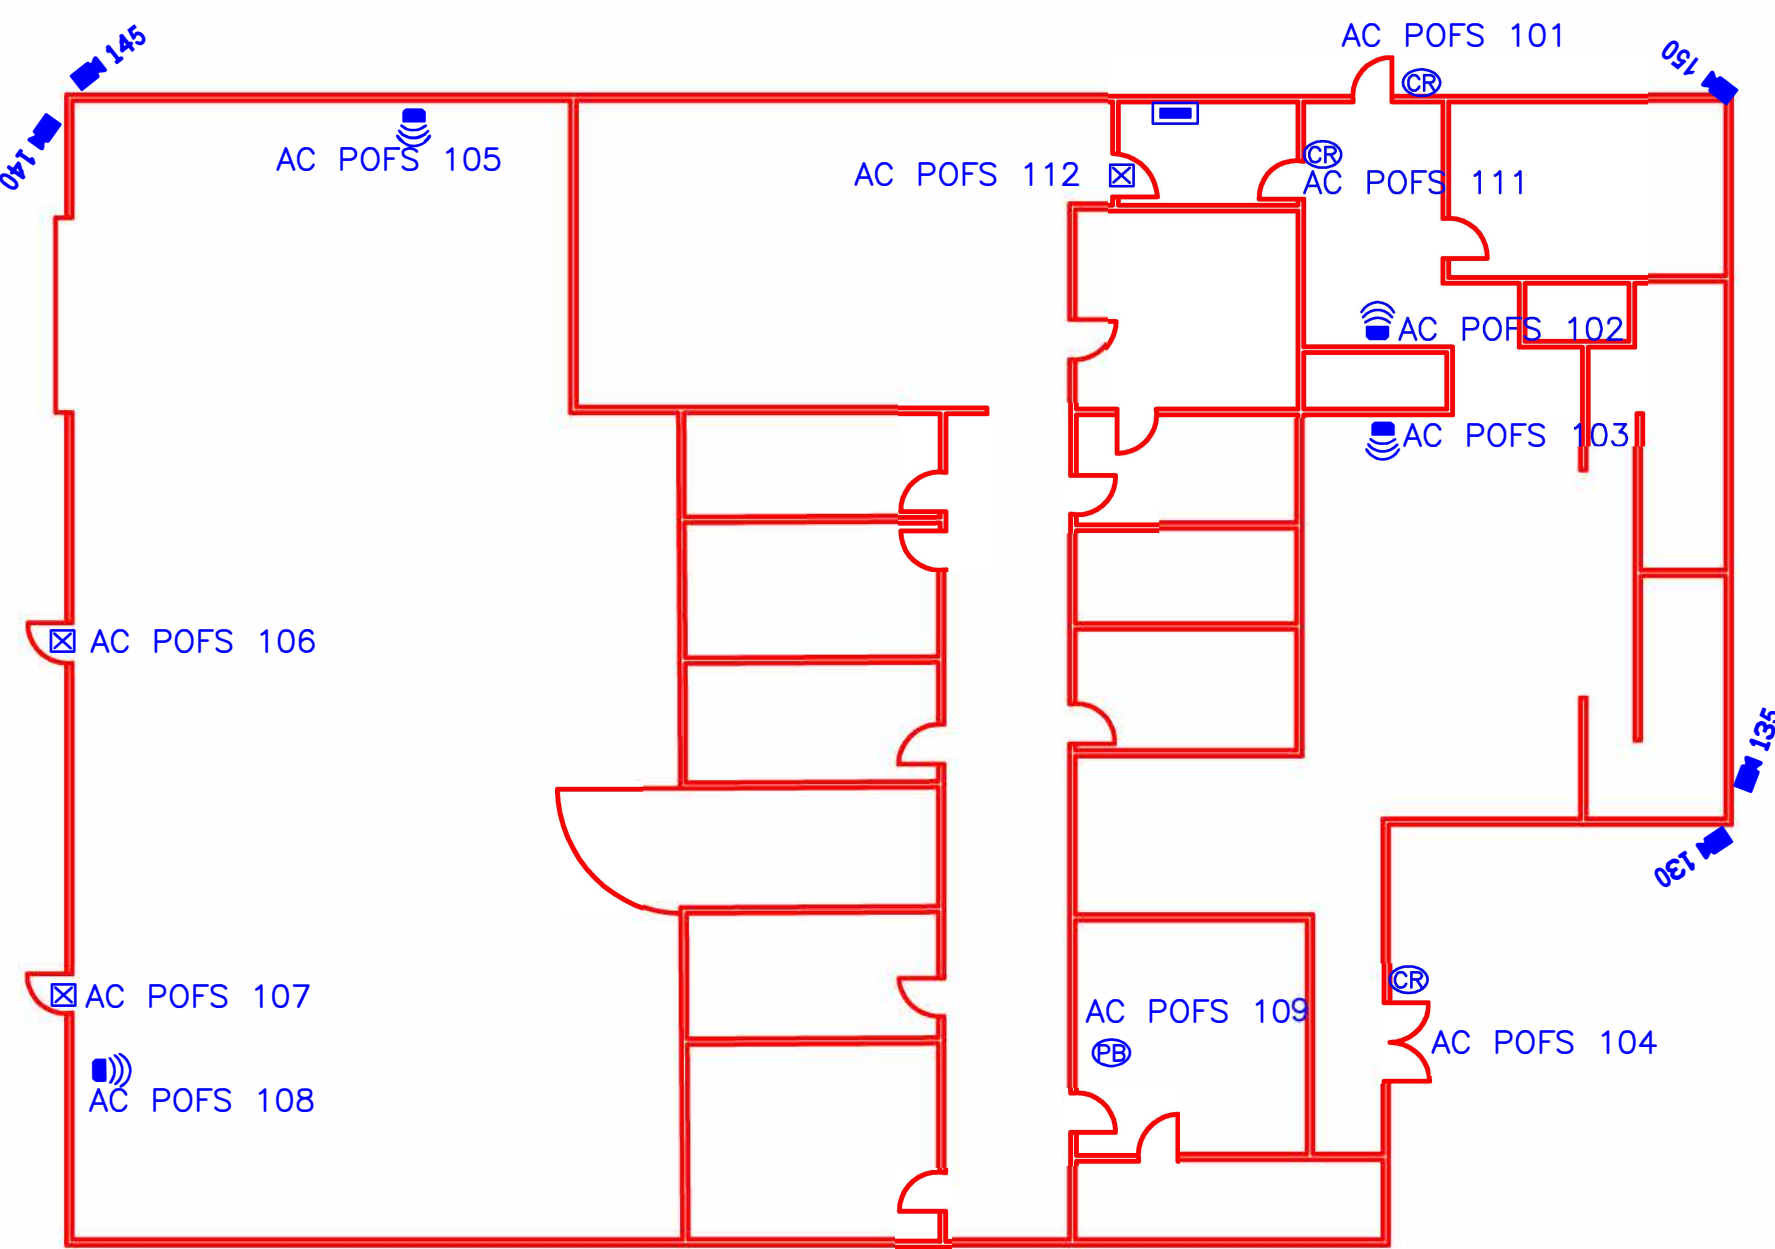 AC POFS 101
145
150
CR
140
AC POFS 105
CR
AC POFS 112
AC POFS 111
AC POFS 102
AC POFS 103
AC POFS 106
135
130
CR
AC POFS 107
AC POFS 109
AC POFS 104
PB
AC POFS 108